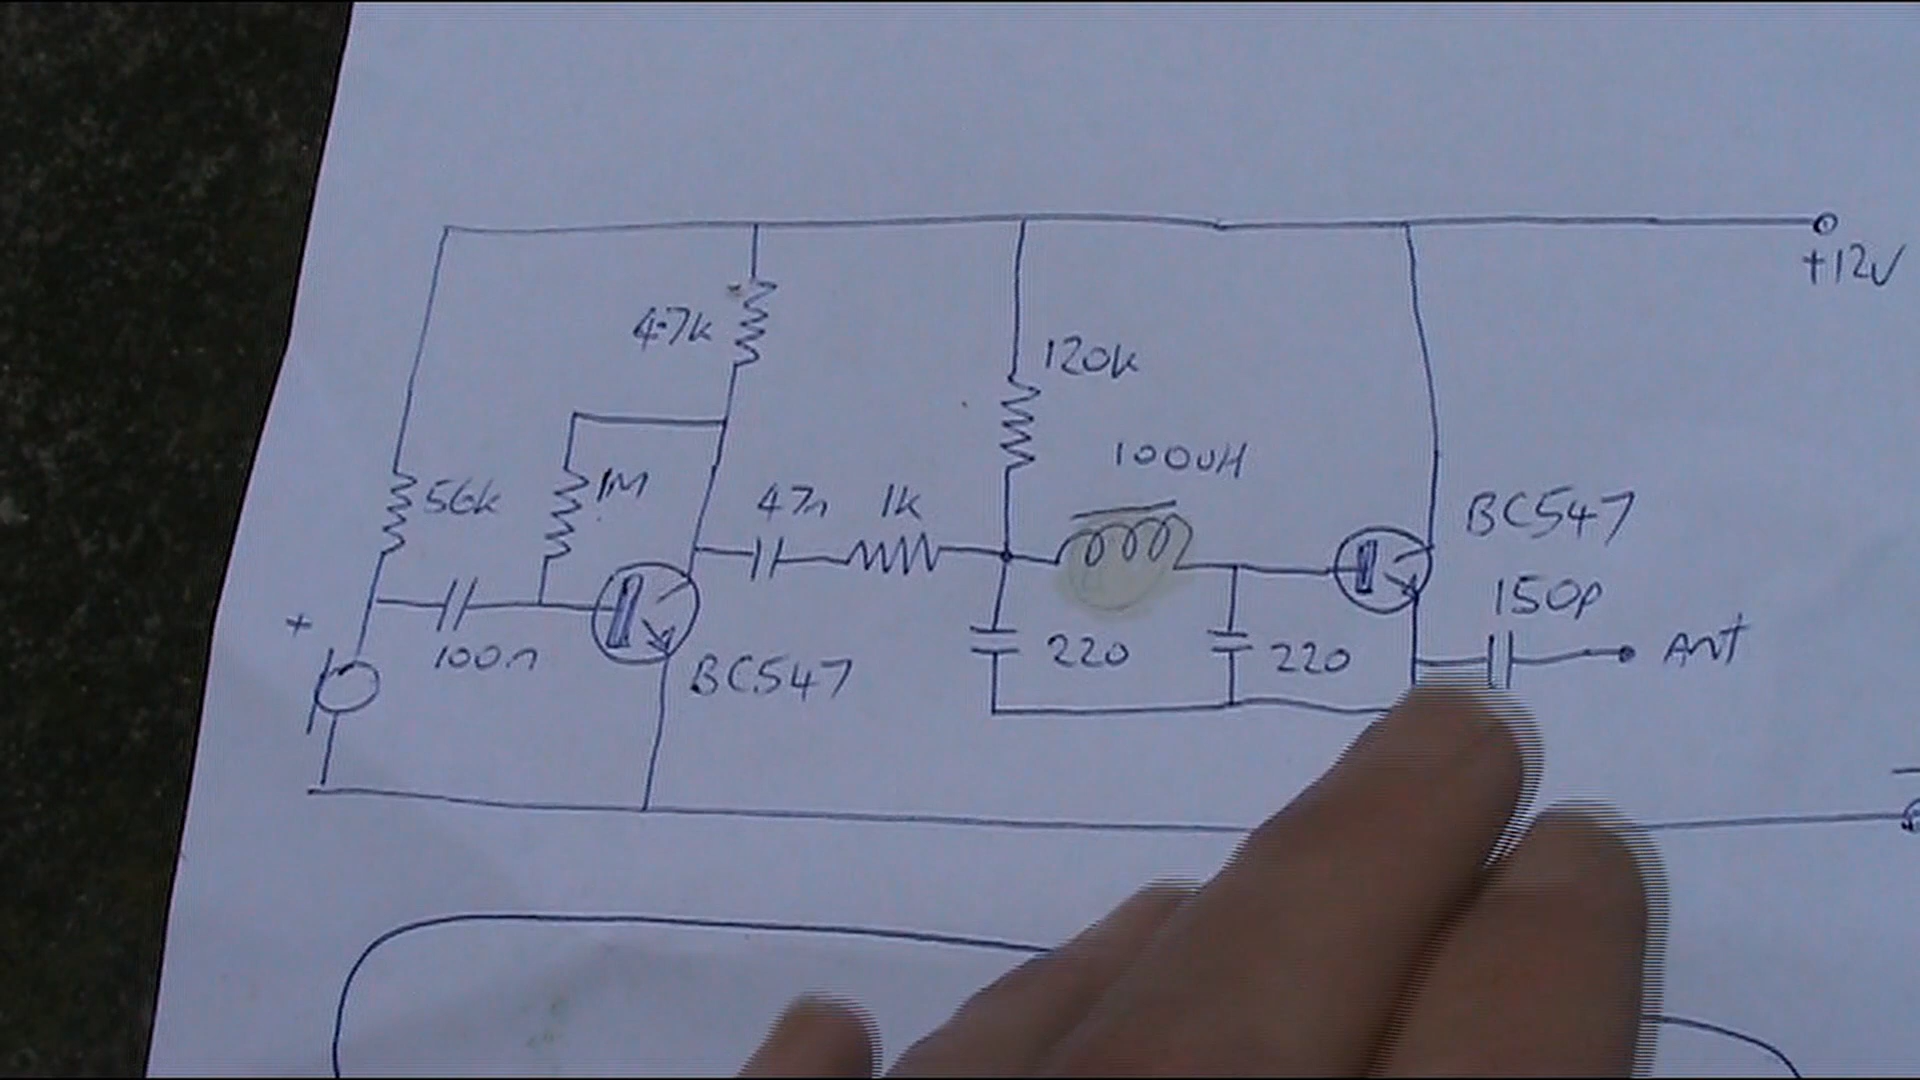 +12V
4.7k
120k
100uH
56k
1M
47n
1k
BC547
150p
+
100n
BC547
220
220
Ant